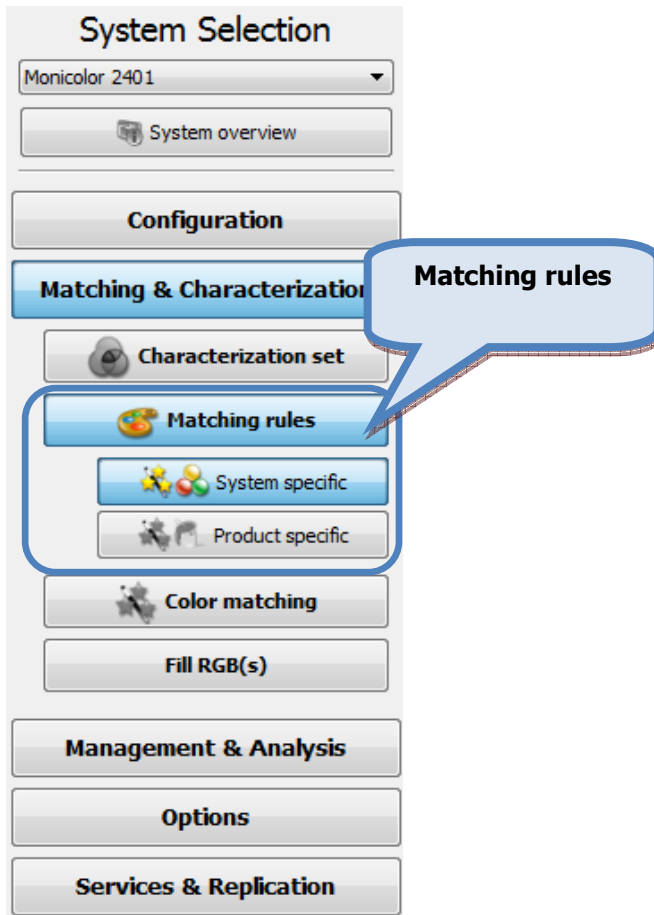 System Selection
Monicolor 2401
System overview
Configuration
Matching & Characterization
Matching rules
Characterization set
Matching rules
System specific
Product specific
Color matching
Fill RGB(s)
Management & Analysis
Options
Services & Replication